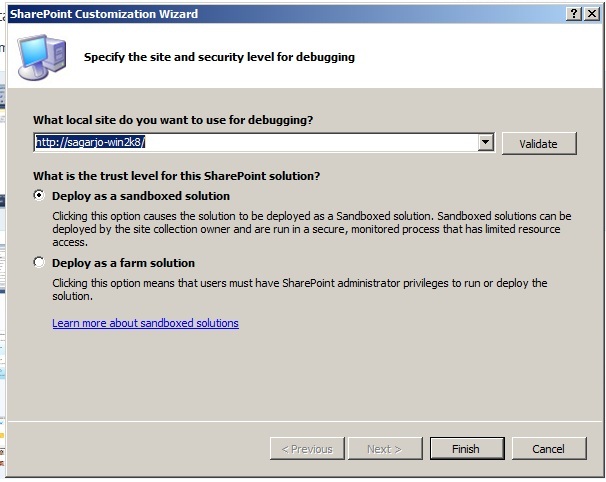 SharePoint Customization Wizard
Specify the site and security level for debugging
What local site do you want to use for debugging?
http://sagarjo-win2k8/
Validate
What is the trust level for this SharePoint solution?
Deploy as a sandboxed solution
Clicking this option causes the solution to be deployed as a Sandboxed solution. Sandboxed solutions can be
deployed by the site collection owner and are run in a secure, monitored process that has limited resource
access.
Deploy as a farm solution
Clicking this option means that users must have SharePoint administrator privileges to run or deploy the
solution.
Learn more about sandboxed solutions
< Previous
Next >
Finish
Cancel